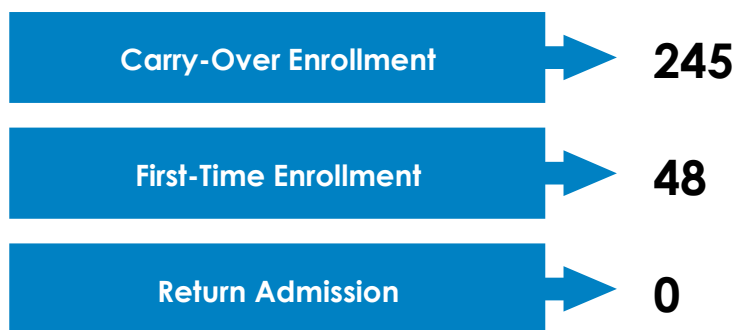 Carry-Over Enrollment 245
First-Time Enrollment 48
Return Admission 0